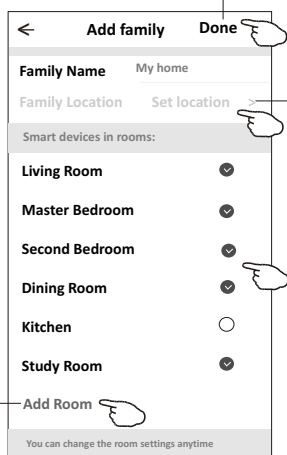 Add family Done
Family Name My home
Family Location Set location >
Smart devices in rooms:
Living Room
Master Bedroom
Second Bedroom
Dining Room
Kitchen
Study Room
Add Room
You can change the room settings anytime